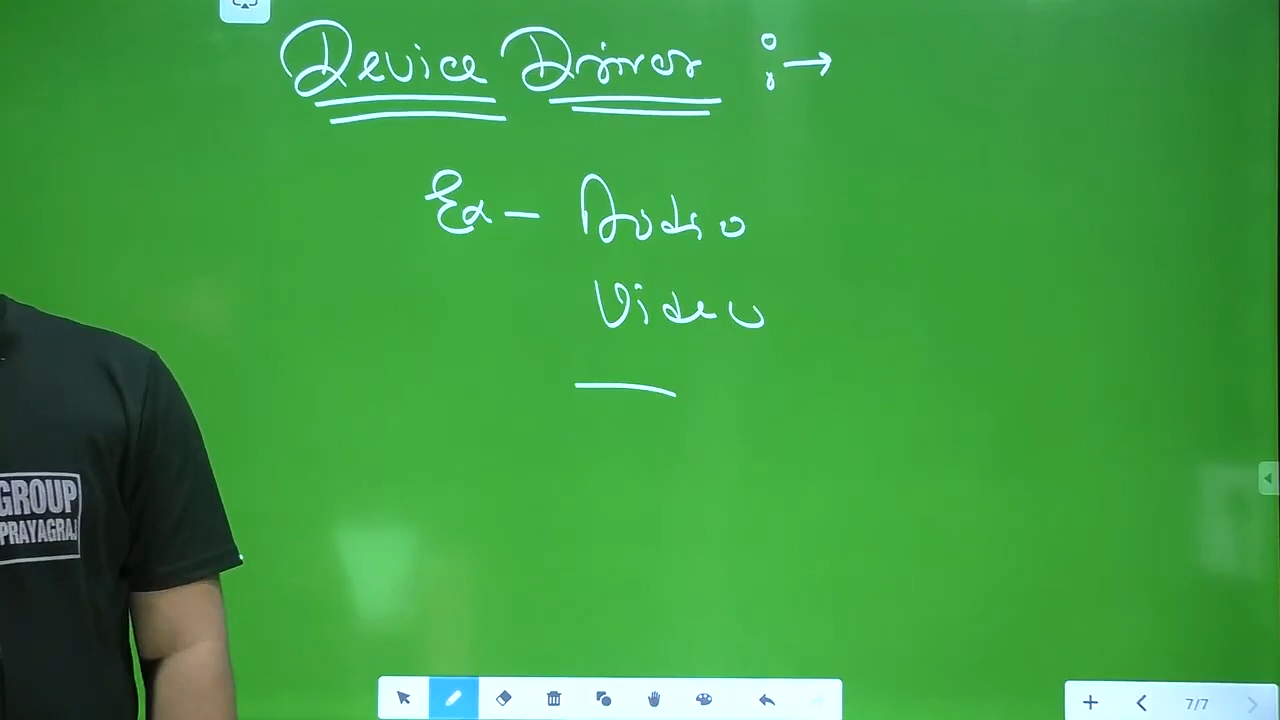 Device Driver :→
Ex - Audio
Video
GROUP
PRAYAGRAJ
7/7